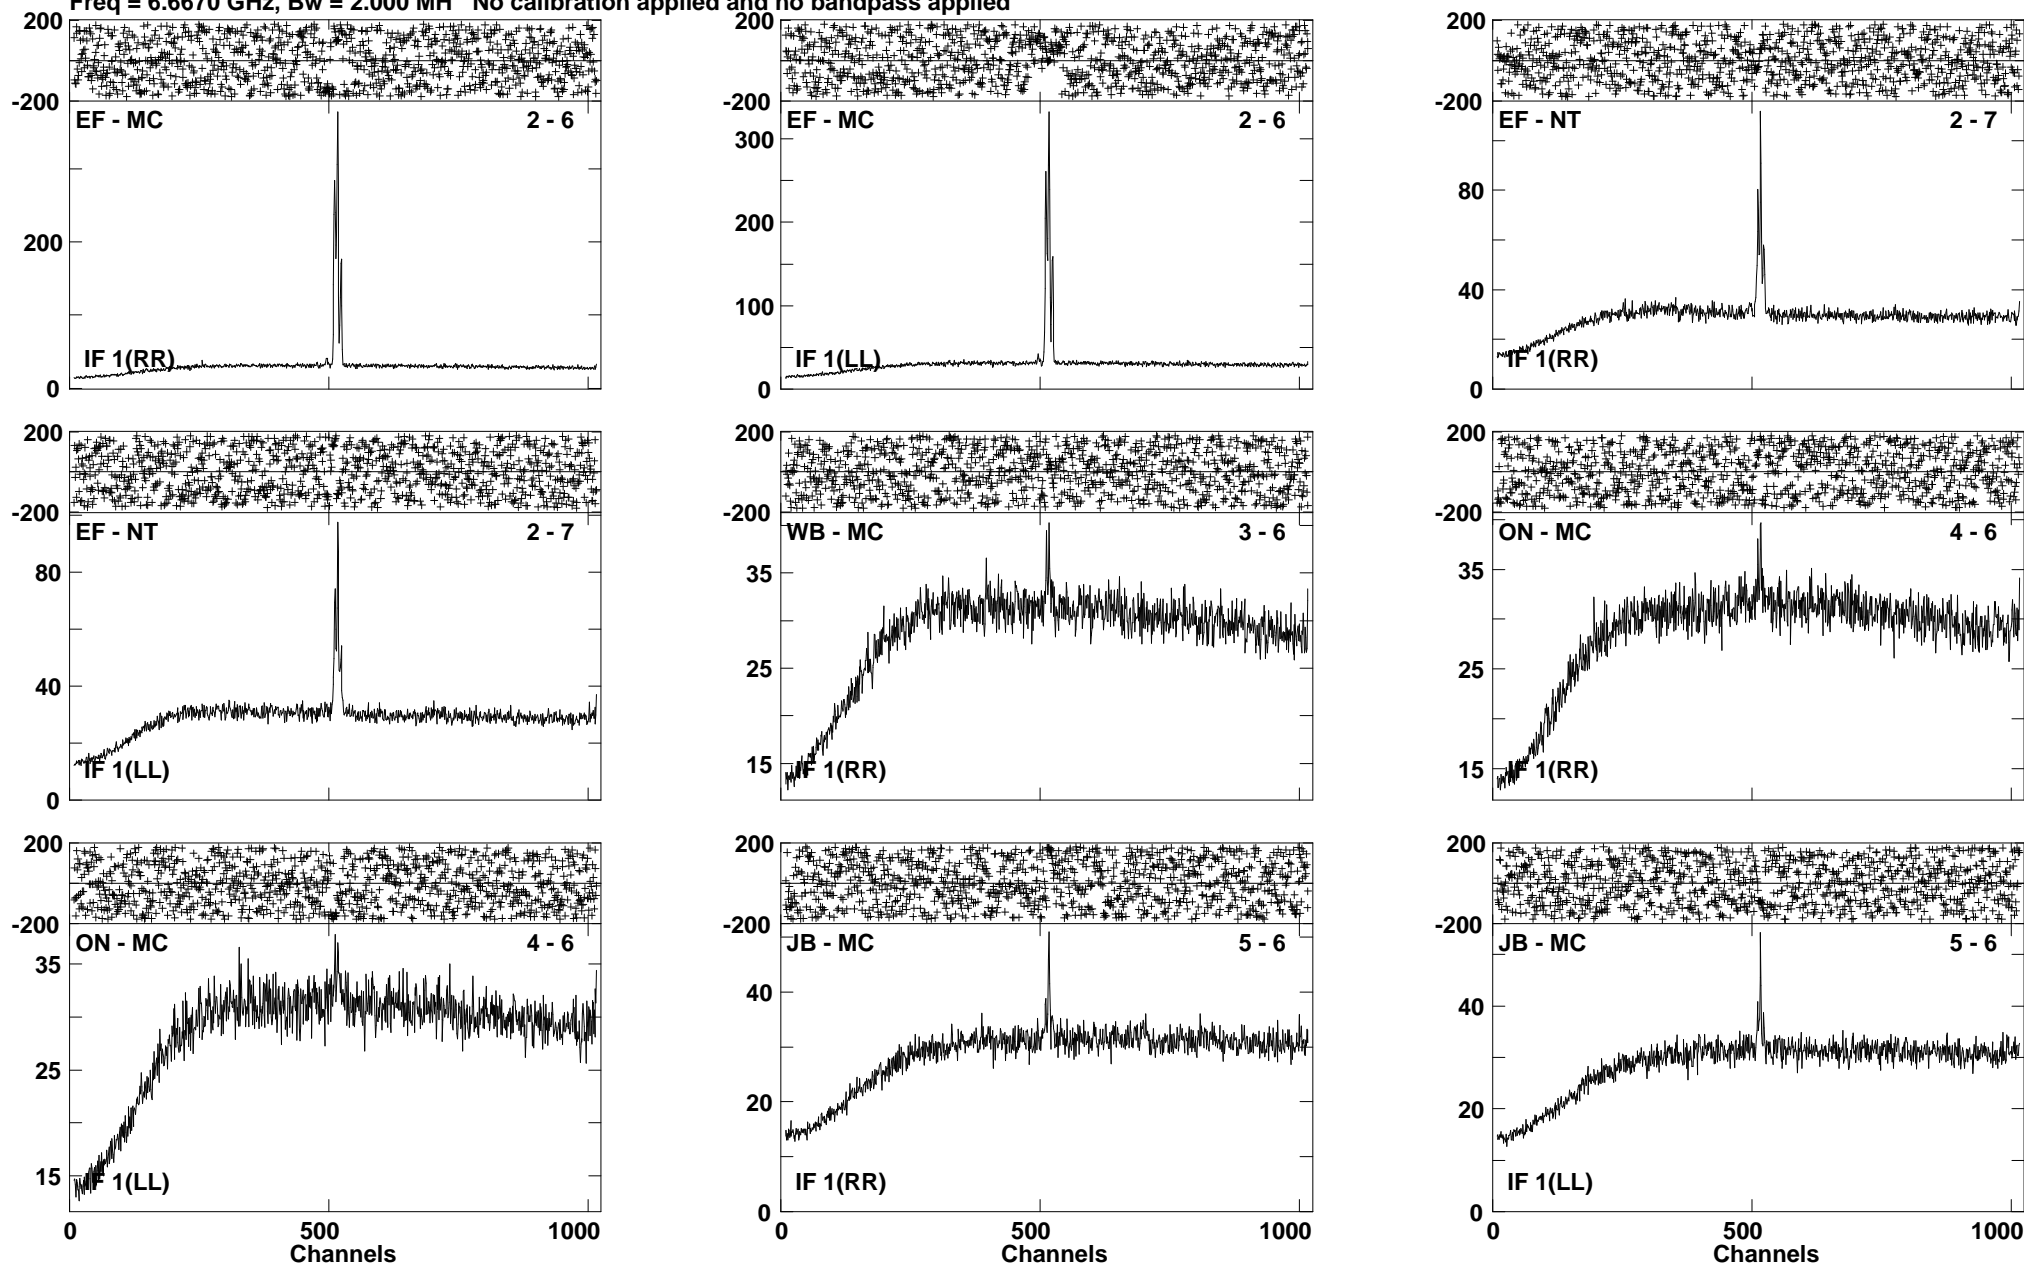 Freq = 6.6670 GHz, Bw = 2.000 MH No calibration applied and no bandpass applied
200
-200
EF - MC 2 - 6
200
0
IF 1(RR)
200
-200
EF - MC 2 - 6
300
200
100
0
IF 1(LL)
200
-200
EF - NT 2 - 7
80
40
0
IF 1(RR)
200
-200
EF - NT 2 - 7
80
40
0
IF 1(LL)
200
-200
WB - MC 3 - 6
35
25
15
IF 1(RR)
200
-200
ON - MC 4 - 6
35
25
15
IF 1(RR)
200
-200
ON - MC 4 - 6
35
25
15
IF 1(LL)
0 500 1000
Channels
200
-200
JB - MC 5 - 6
40
20
0
IF 1(RR)
0 500 1000
Channels
200
-200
JB - MC 5 - 6
40
20
0
IF 1(LL)
0 500 1000
Channels